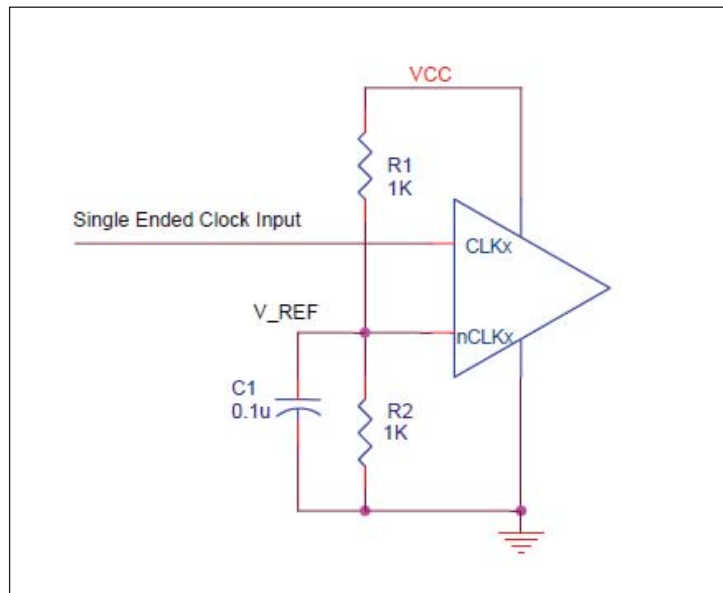 VCC
R1
1K
Single Ended Clock Input
CLKx
V_REF
nCLKx
C1
0.1u
R2
1K